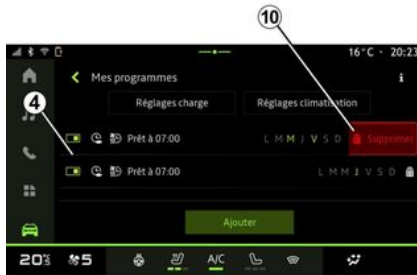 10
16°C · 20:23
4
Mes programmes
i
Réglages charge Réglages climatisation
Prêt à 07:00 L M M J V S D Supprimer
Prêt à 07:00 L M M J V S D
Ajouter
20°5 5 A/C